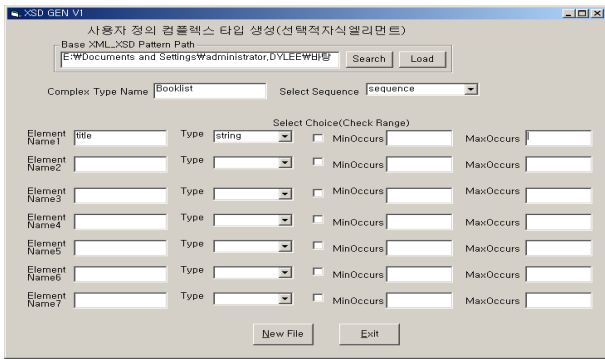 XSD GEN V1
사용자 정의 컴플렉스 타입 생성(선택적자식엘리먼트)
Base XML_XSD Pattern Path
E:₩Documents and Settings₩administrator,DYLEE₩바탕 Search Load
Complex Type Name Booklist Select Sequence sequence
Select Choice(Check Range)
Element Name1 title Type string MinOccurs MaxOccurs
Element Name2 Type MinOccurs MaxOccurs
Element Name3 Type MinOccurs MaxOccurs
Element Name4 Type MinOccurs MaxOccurs
Element Name5 Type MinOccurs MaxOccurs
Element Name6 Type MinOccurs MaxOccurs
Element Name7 Type MinOccurs MaxOccurs
New File Exit